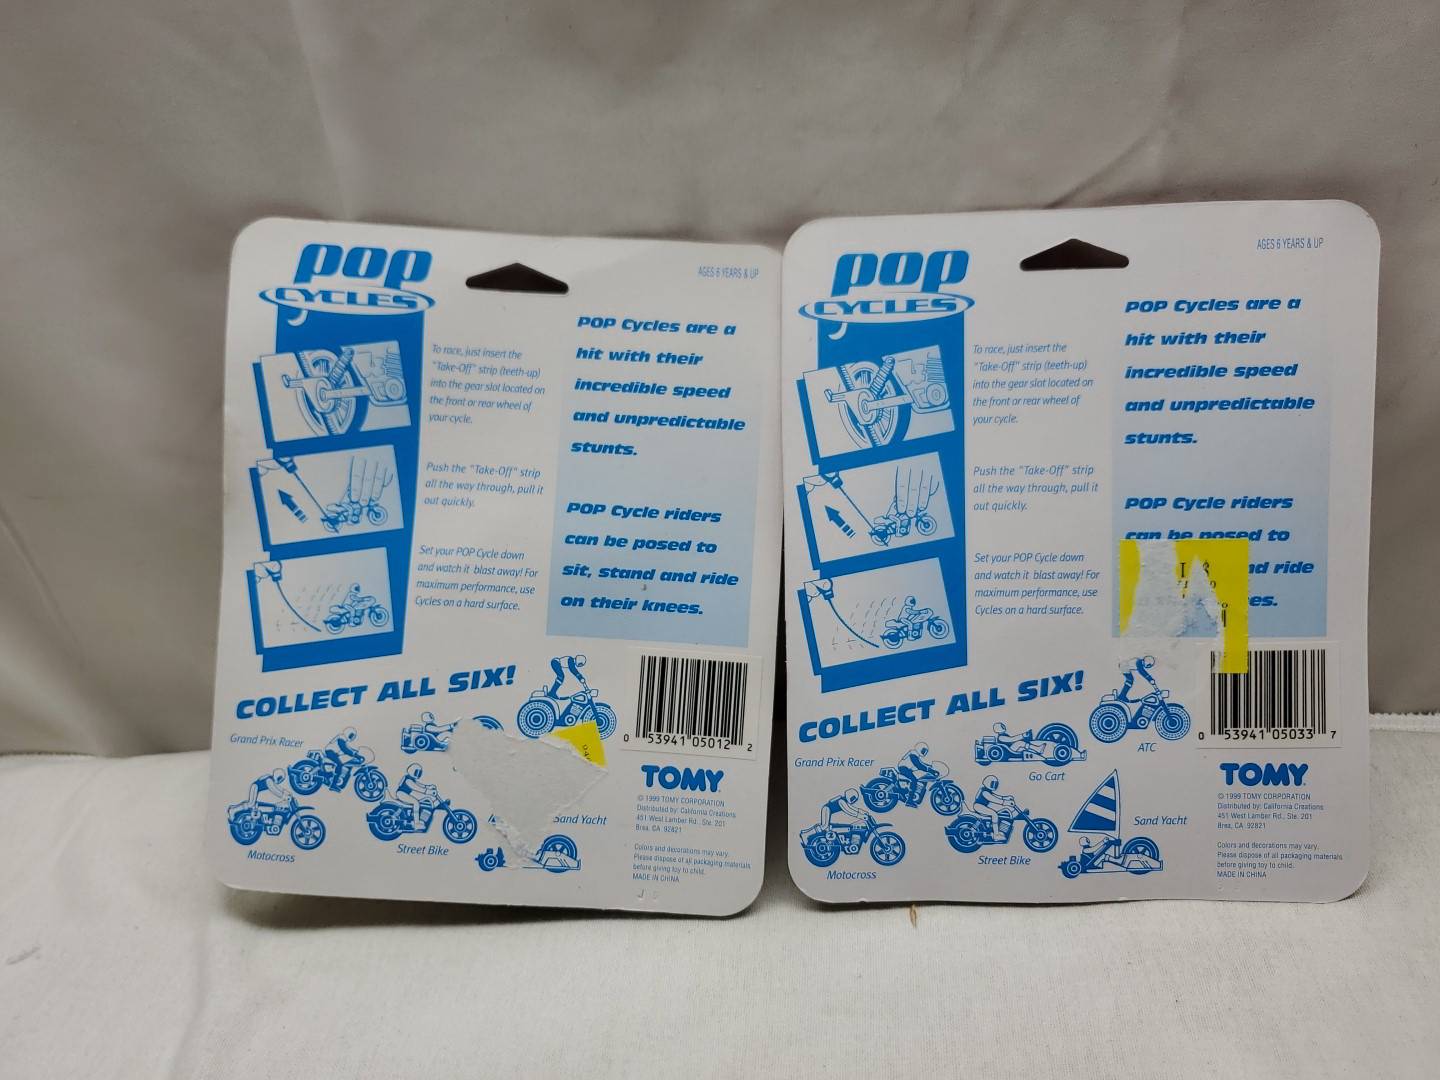 pop
CYCLES
AGES 6 YEARS & UP
To race, just insert the
"Take-Off" strip (teeth-up)
into the gear slot located on
the front or rear wheel of
your cycle.
Push the "Take-Off" strip
all the way through, pull it
out quickly.
Set your POP Cycle down
and watch it blast away! For
maximum performance, use
Cycles on a hard surface.
POP Cycles are a
hit with their
incredible speed
and unpredictable
stunts.
POP Cycle riders
can be posed to
sit, stand and ride
on their knees.
COLLECT ALL SIX!
Grand Prix Racer
Motocross
Street Bike
Sand Yacht
0 53941 05012 2
TOMY
© 1999 TOMY CORPORATION
Distributed by: California Creations
451 West Lamber Rd., Ste. 201
Brea, CA 92821
Colors and decorations may vary.
Please dispose of all packaging materials
before giving toy to child.
MADE IN CHINA
pop
CYCLES
AGES 6 YEARS & UP
To race, just insert the
"Take-Off" strip (teeth-up)
into the gear slot located on
the front or rear wheel of
your cycle.
Push the "Take-Off" strip
all the way through, pull it
out quickly.
Set your POP Cycle down
and watch it blast away! For
maximum performance, use
Cycles on a hard surface.
POP Cycles are a
hit with their
incredible speed
and unpredictable
stunts.
POP Cycle riders
can be posed to
nd ride
es.
COLLECT ALL SIX!
Grand Prix Racer
Go Cart
ATC
Motocross
Street Bike
Sand Yacht
0 53941 05033 7
TOMY
© 1999 TOMY CORPORATION
Distributed by: California Creations
451 West Lamber Rd., Ste. 201
Brea, CA 92821
Colors and decorations may vary.
Please dispose of all packaging materials
before giving toy to child.
MADE IN CHINA